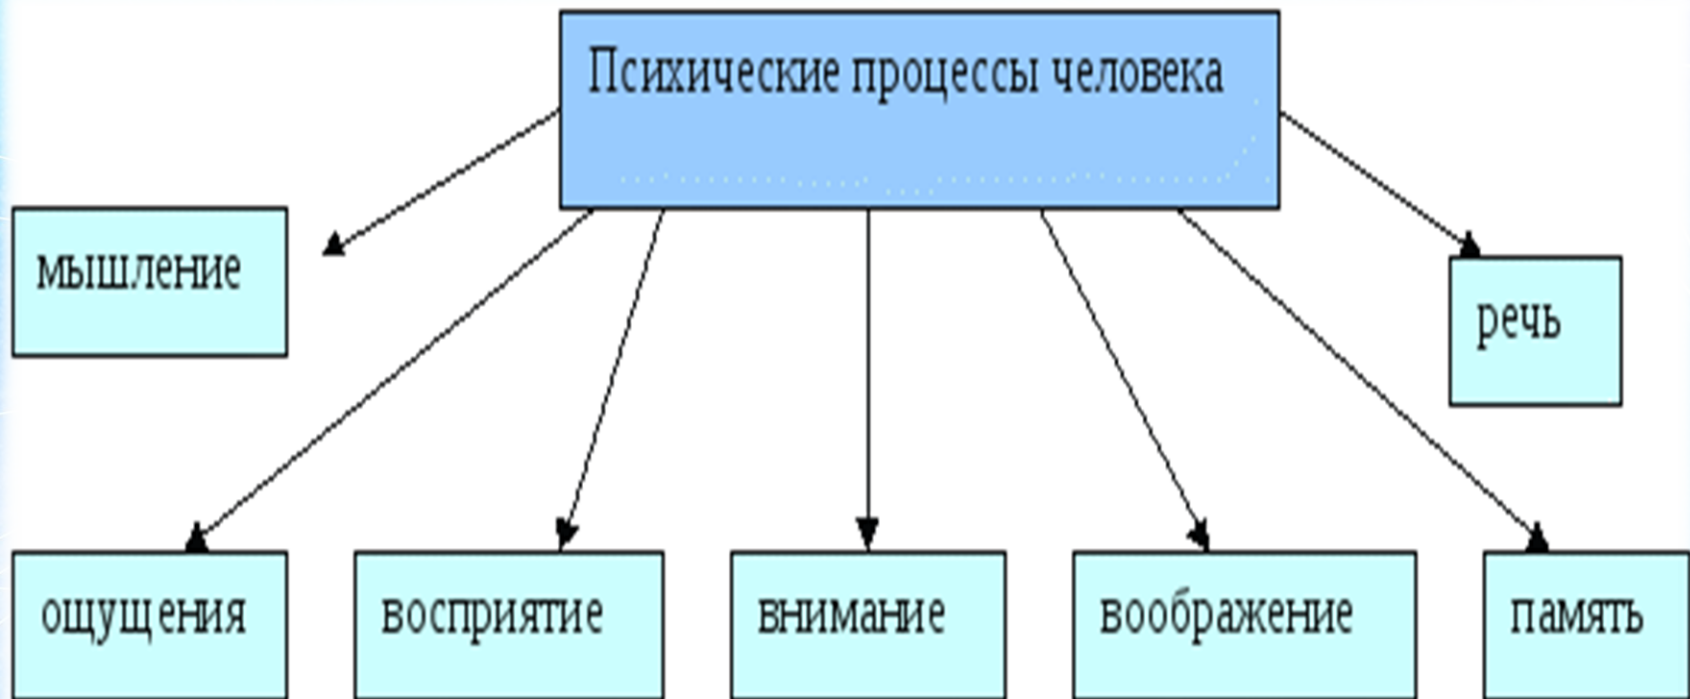 Психические процессы человека
мышление
речь
ощущения
восприятие
внимание
воображение
память